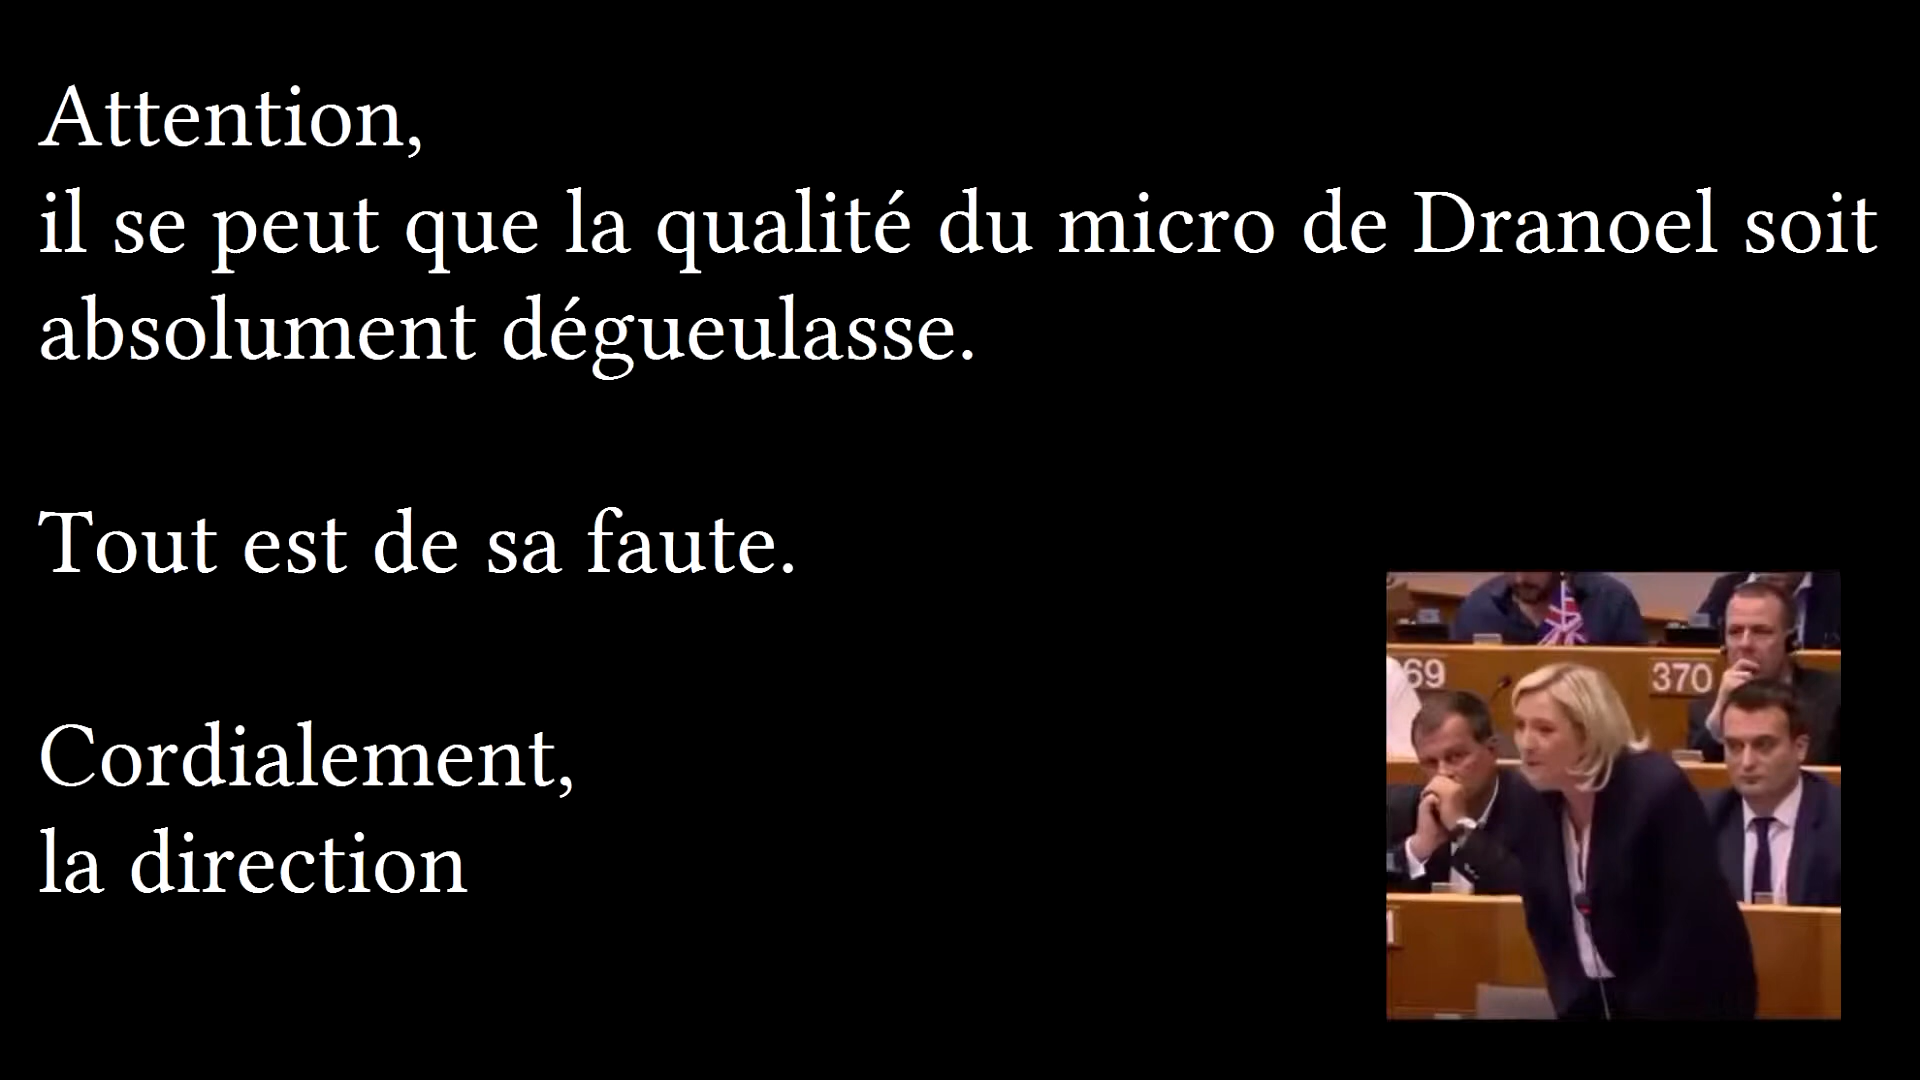 Attention,
il se peut que la qualité du micro de Dranoel soit
absolument dégueulasse.
Tout est de sa faute.
Cordialement,
la direction
69
370